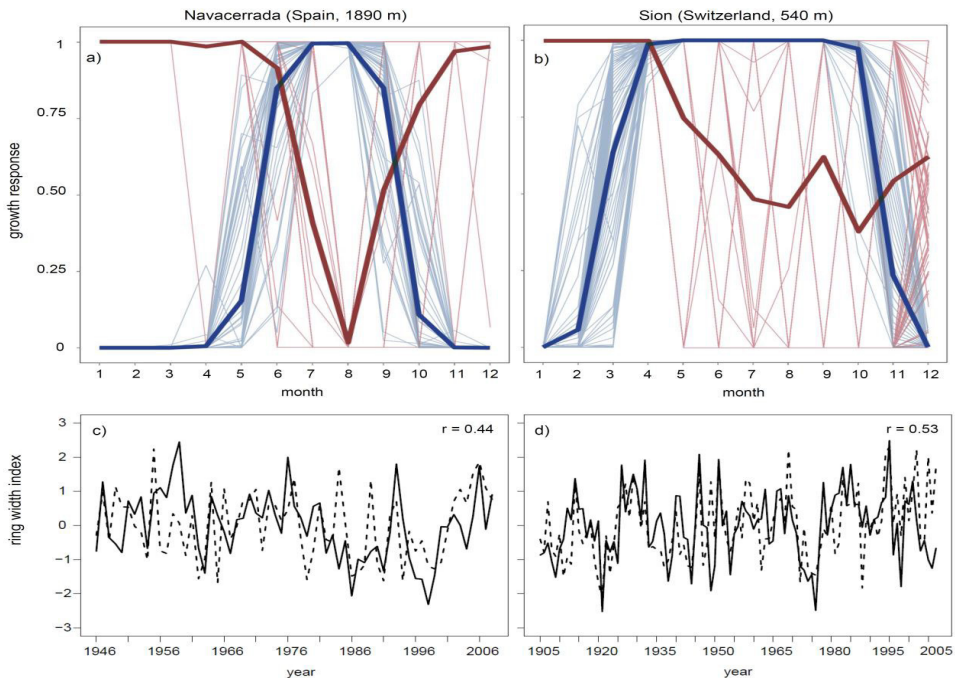 Navacerrada (Spain, 1890 m)
Sion (Switzerland, 540 m)
a)
b)
growth response
1
0.75
0.50
0.25
0
1 2 3 4 5 6 7 8 9 10 11 12
month
1 2 3 4 5 6 7 8 9 10 11 12
month
c)
r = 0.44
d)
r = 0.53
ring width index
3
2
1
0
−1
−2
−3
1946 1956 1966 1976 1986 1996 2006
year
1905 1920 1935 1950 1965 1980 1995 2005
year